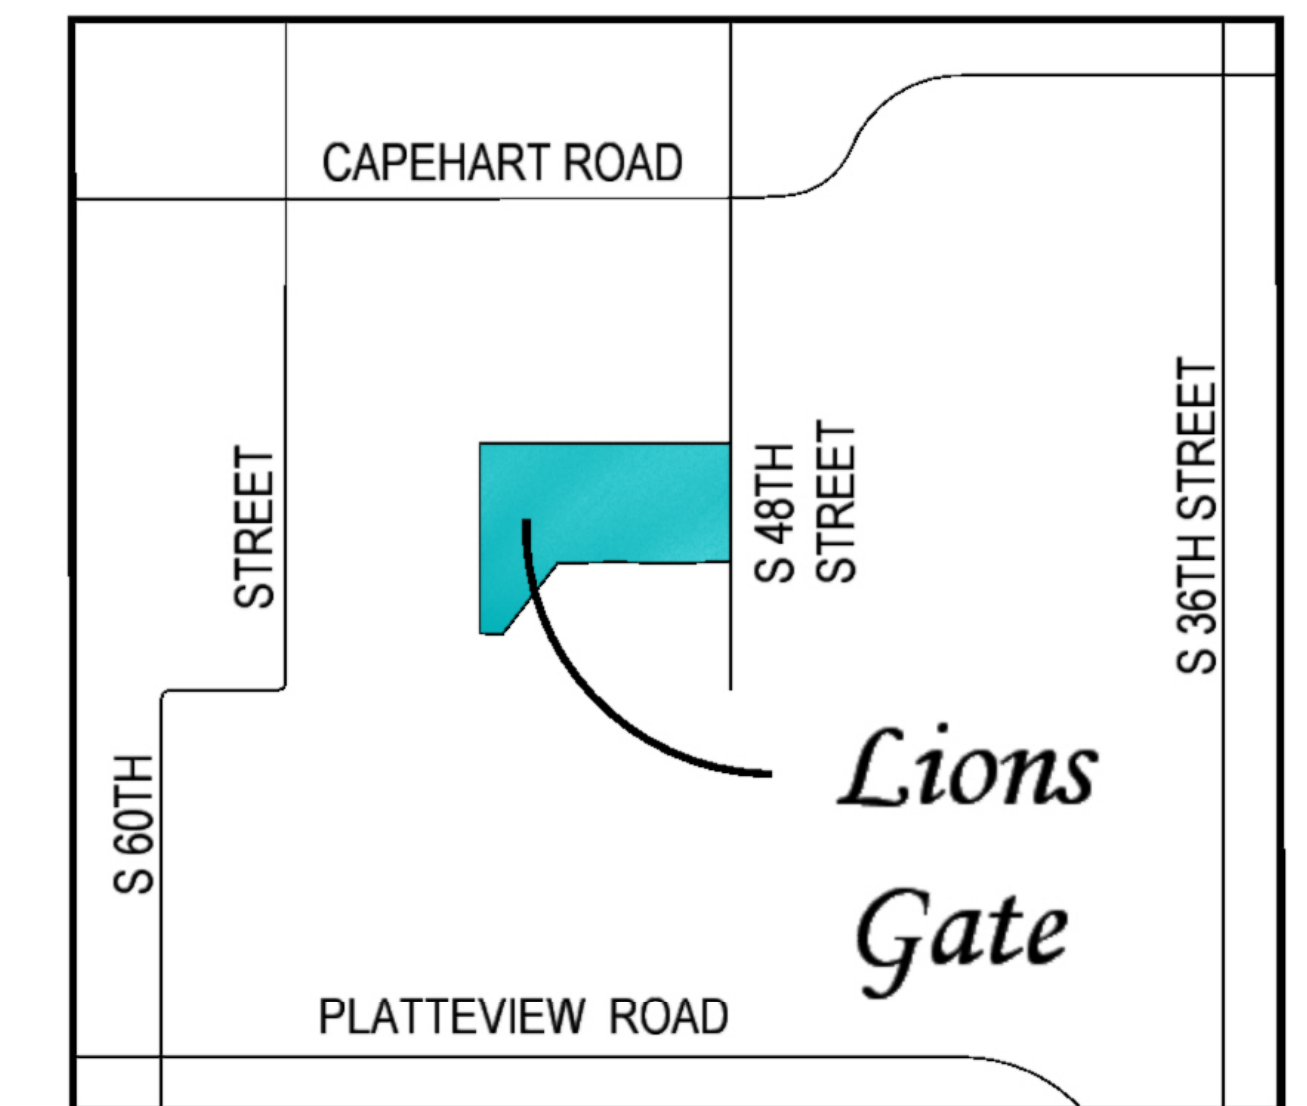 CAPEHART ROAD
STREET
S 48TH
STREET
S 36TH STREET
S 60TH
Lions
Gate
PLATTEVIEW ROAD